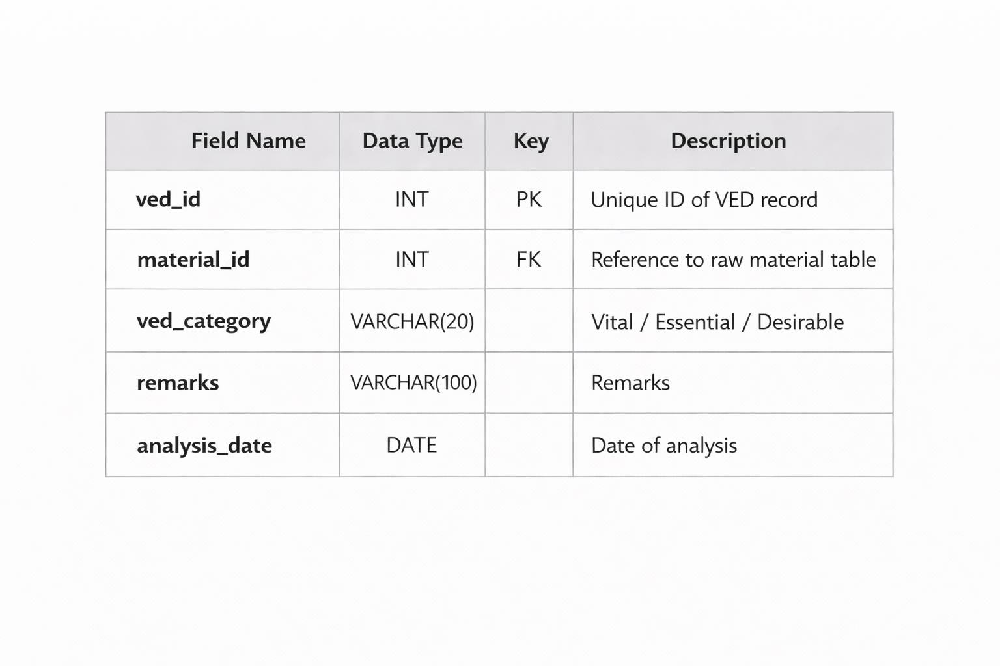 Field Name Data Type Key Description
ved_id INT PK Unique ID of VED record
material_id INT FK Reference to raw material table
ved_category VARCHAR(20) Vital / Essential / Desirable
remarks VARCHAR(100) Remarks
analysis_date DATE Date of analysis